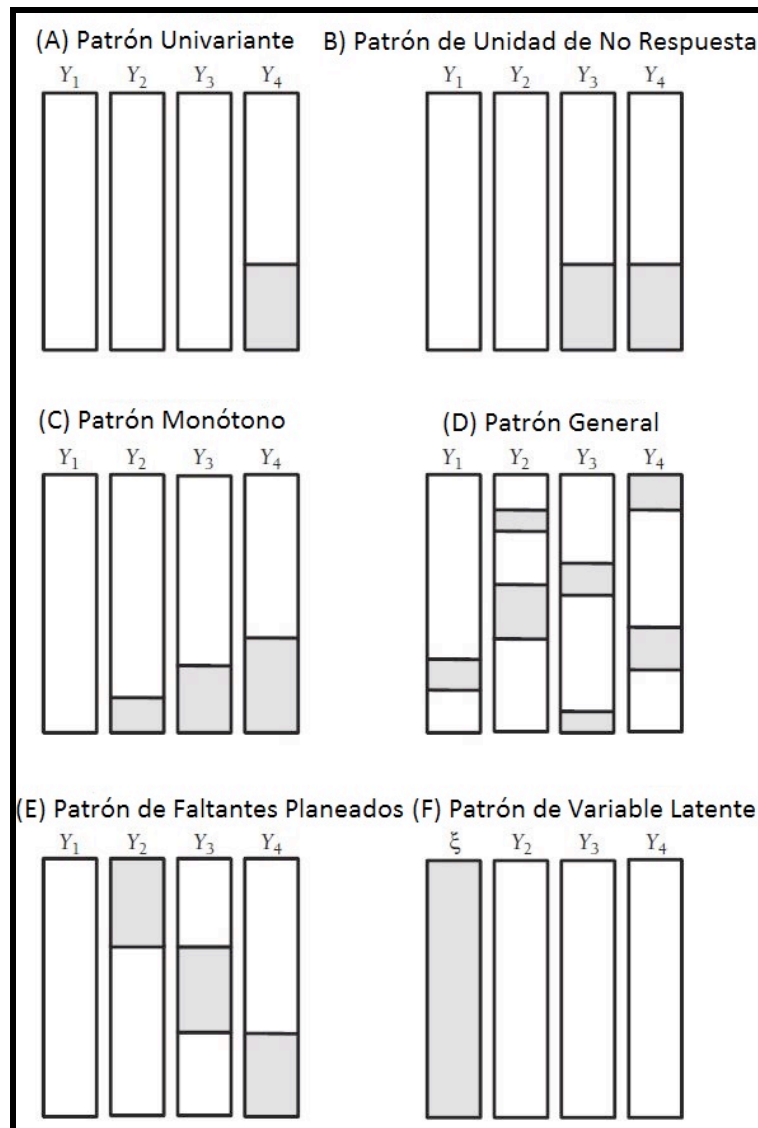 (A) Patrón Univariante
B) Patrón de Unidad de No Respuesta
Y1 Y2 Y3 Y4
Y1 Y2 Y3 Y4
(C) Patrón Monótono
(D) Patrón General
Y1 Y2 Y3 Y4
Y1 Y2 Y3 Y4
(E) Patrón de Faltantes Planeados
(F) Patrón de Variable Latente
Y1 Y2 Y3 Y4
ξ Y2 Y3 Y4